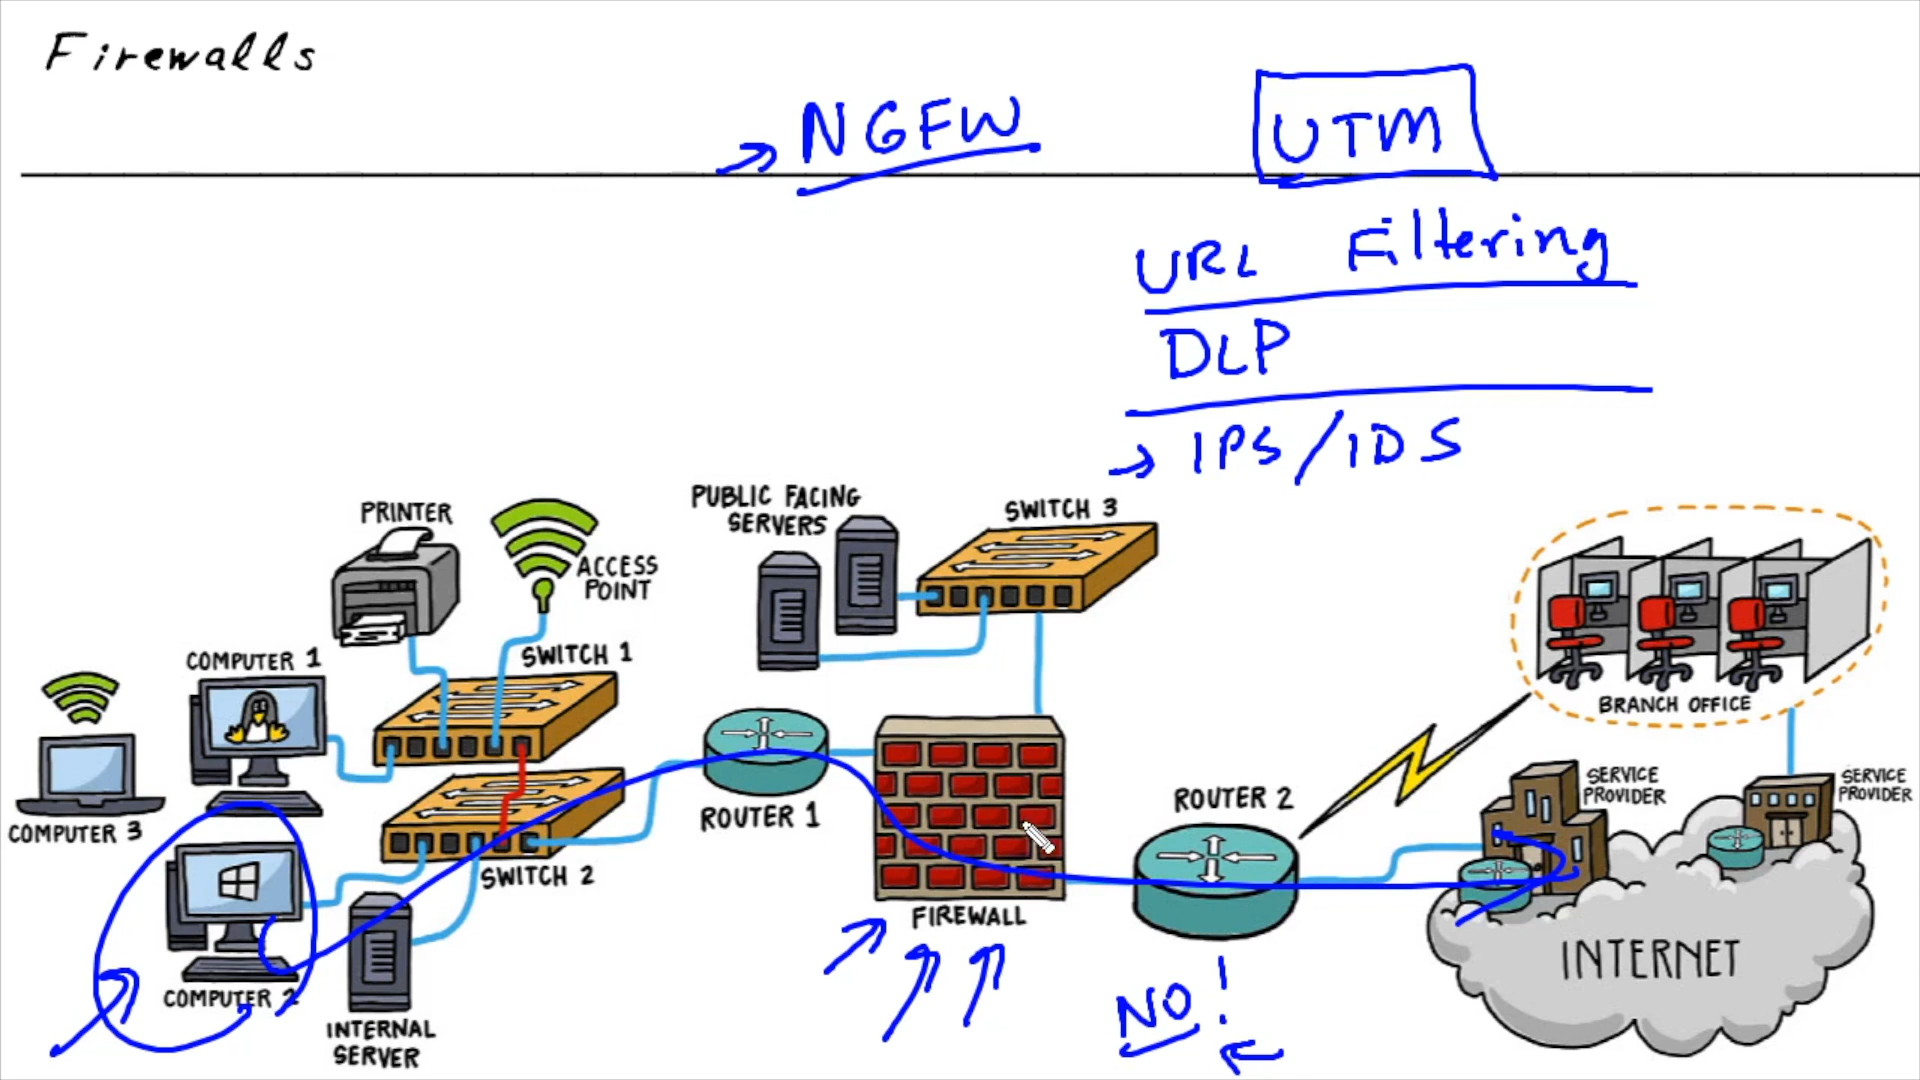 Firewalls
NGFW
UTM
URL Filtering
DLP
IPS/IDS
PRINTER
ACCESS
POINT
PUBLIC FACING
SERVERS
SWITCH 3
COMPUTER 1
SWITCH 1
BRANCH OFFICE
COMPUTER 3
SWITCH 2
ROUTER 1
FIREWALL
ROUTER 2
SERVICE
PROVIDER
SERVICE
PROVIDER
COMPUTER 2
INTERNAL
SERVER
NO!
INTERNET